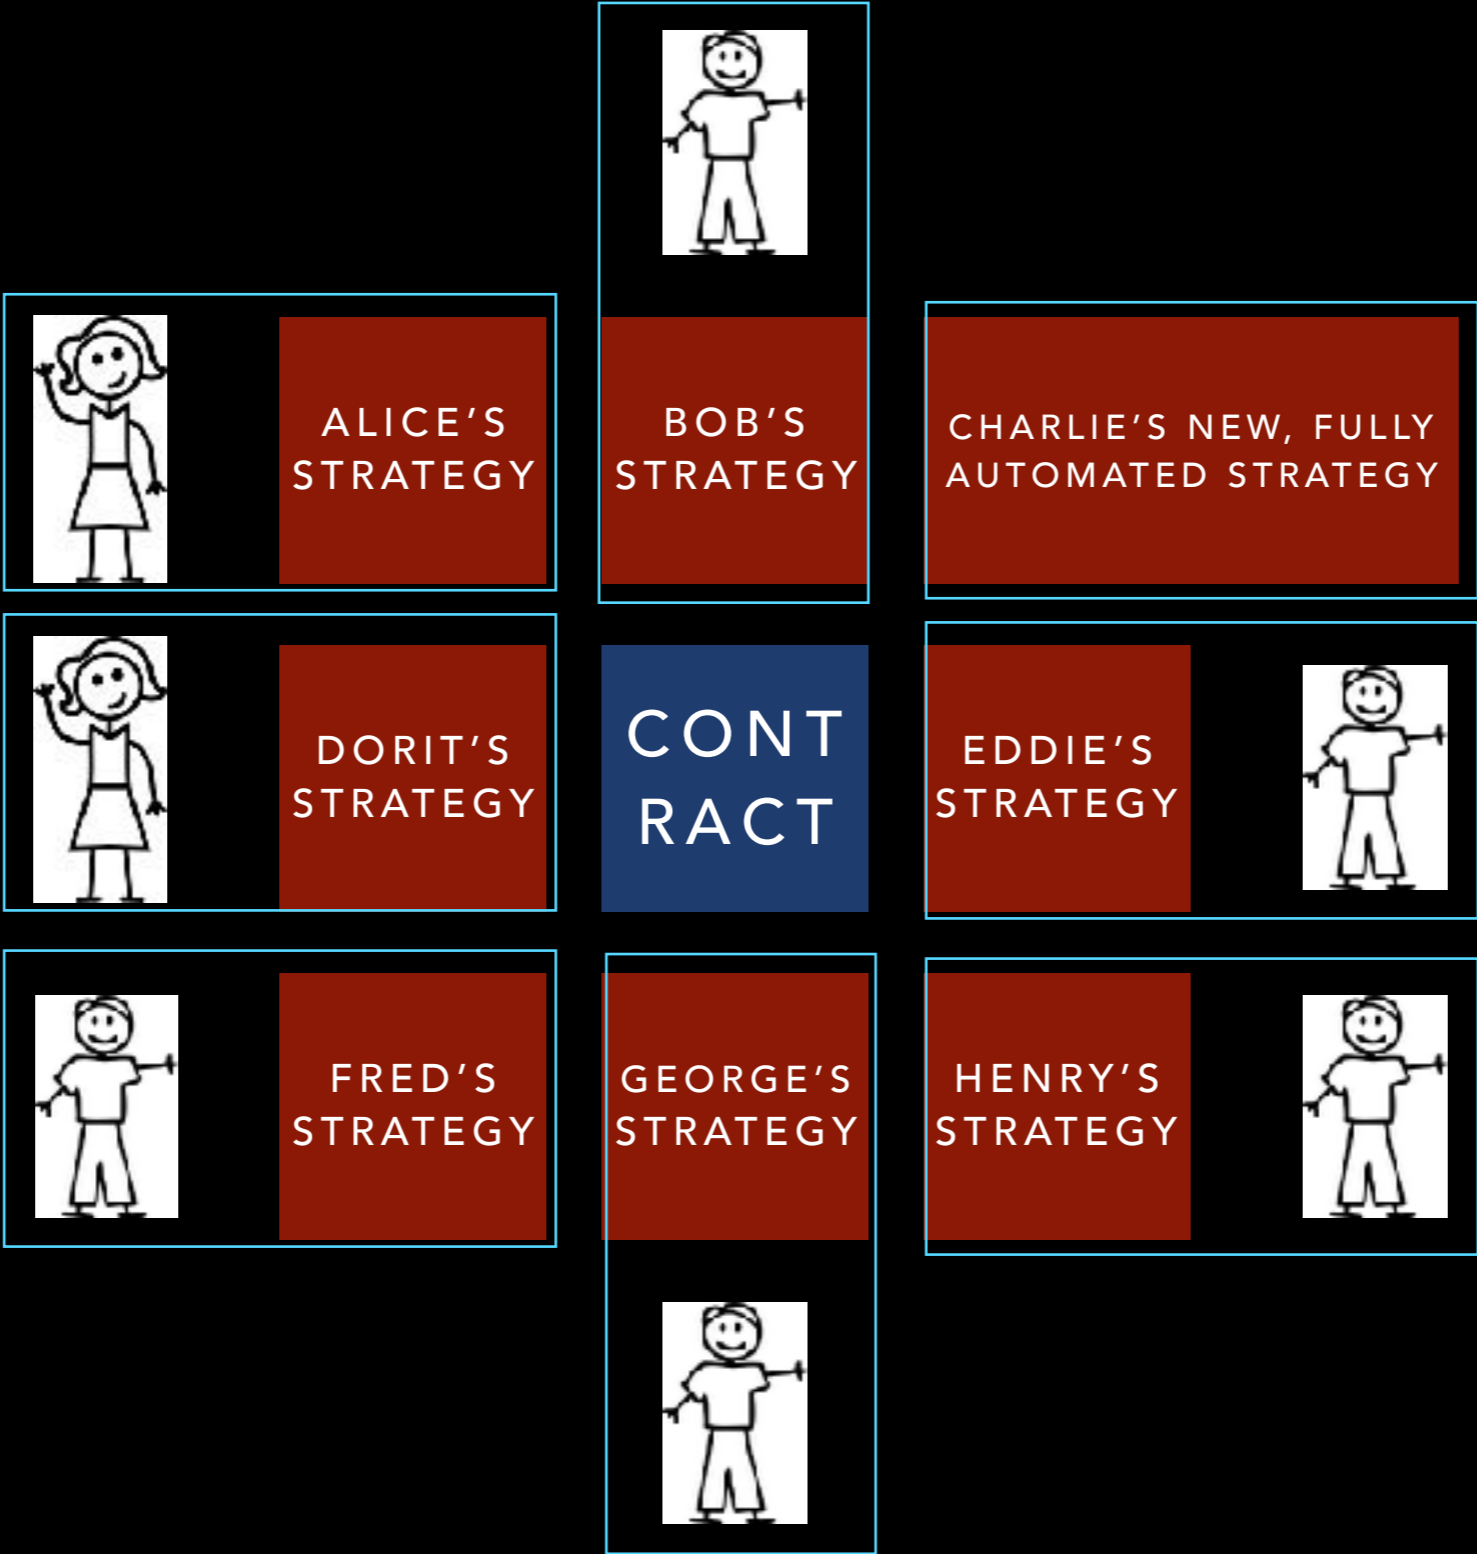 ALICE’S
STRATEGY
BOB’S
STRATEGY
CHARLIE’S NEW, FULLY
AUTOMATED STRATEGY
DORIT’S
STRATEGY
CONT
RACT
EDDIE’S
STRATEGY
FRED’S
STRATEGY
GEORGE’S
STRATEGY
HENRY’S
STRATEGY